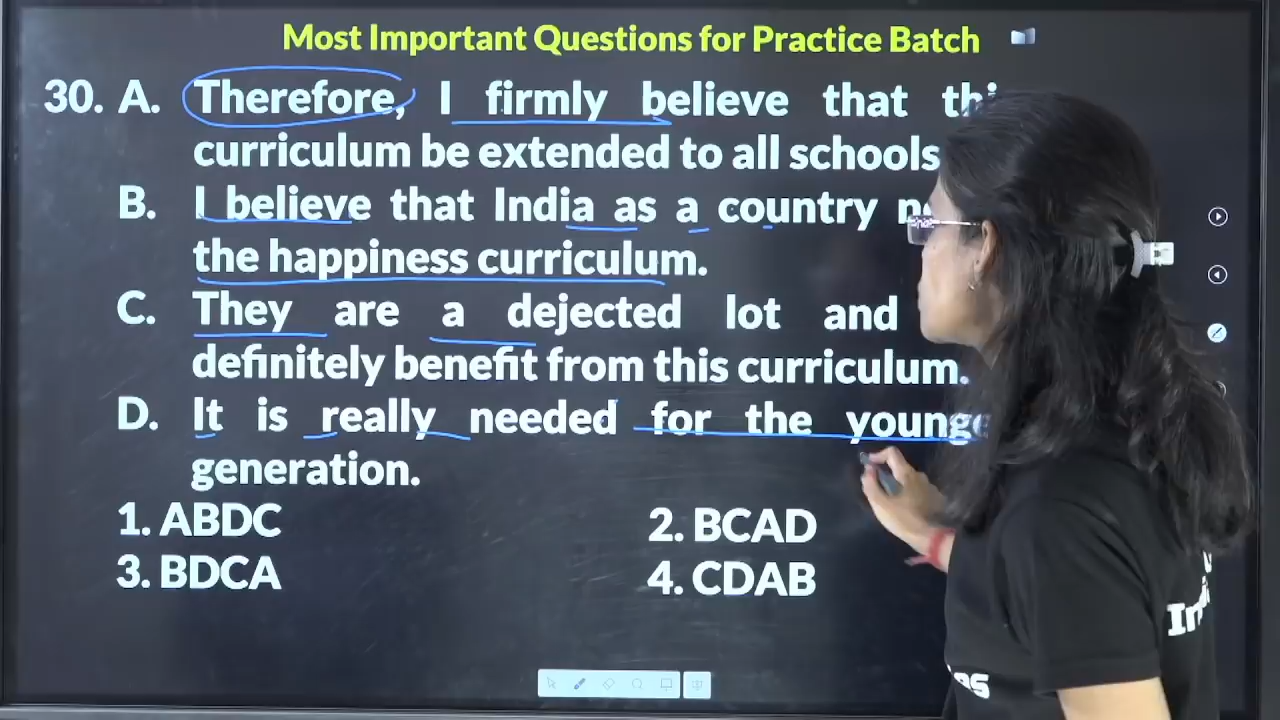 Most Important Questions for Practice Batch
30. A. Therefore, I firmly believe that
curriculum be extended to all schools
B. I believe that India as a country
the happiness curriculum.
C. They are a dejected lot and
definitely benefit from this curriculum.
D. It is really needed for the
generation.
1. ABDC 2. BCAD
3. BDCA 4. CDAB